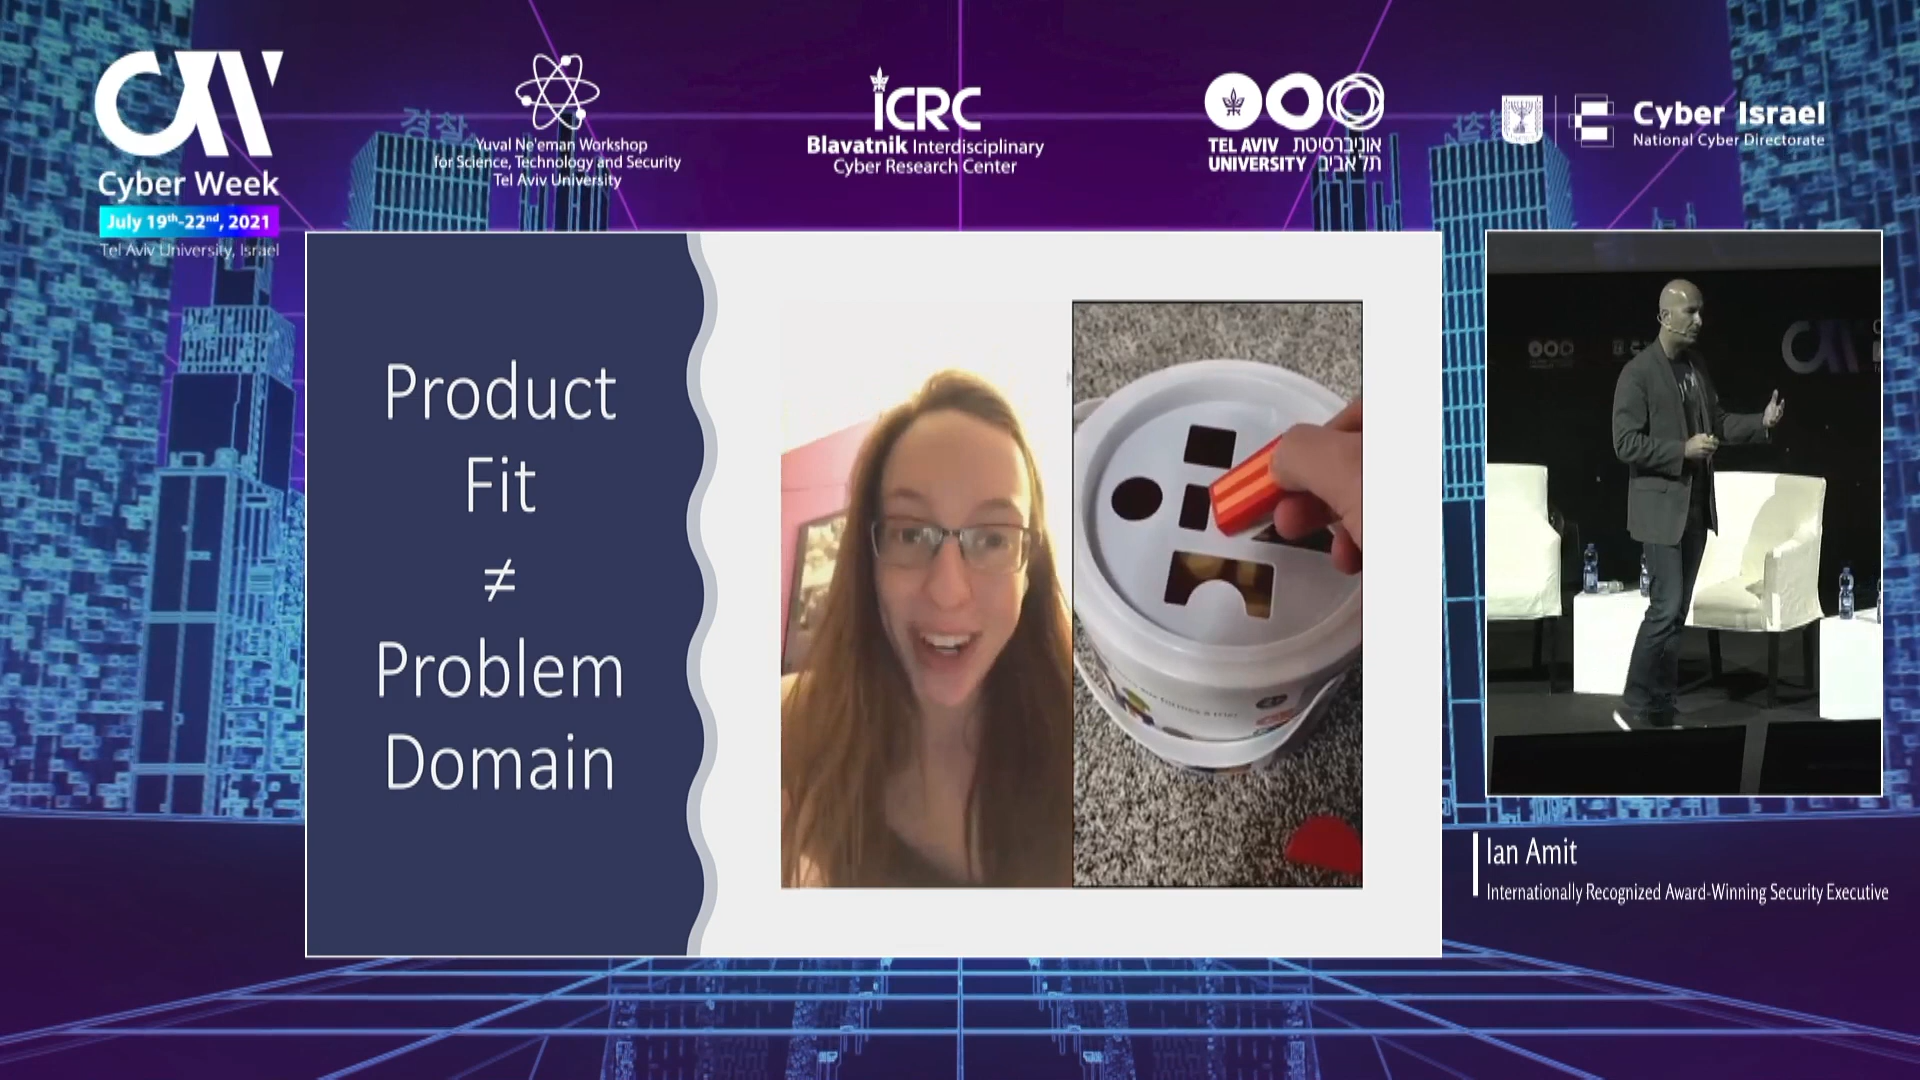 Cyber Week
July 19th-22nd, 2021
Tel Aviv University, Israel
Yuval Ne'eman Workshop
for Science, Technology and Security
Tel Aviv University
ICRC
Blavatnik Interdisciplinary
Cyber Research Center
TEL AVIV אוניברסיטת
UNIVERSITY תל אביב
Cyber Israel
National Cyber Directorate
Product
Fit
≠
Problem
Domain
Ian Amit
Internationally Recognized Award-Winning Security Executive